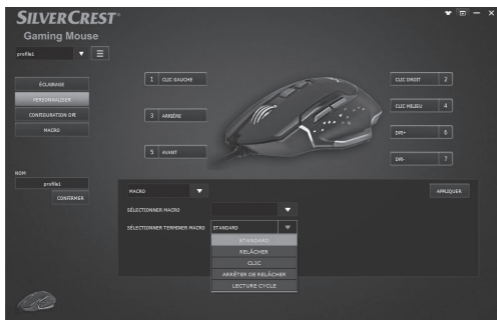 SILVERCREST®
Gaming Mouse
profile1
ÉCLAIRAGE
PERSONNALISER
CONFIGURATION DPI
MACRO
NOM
profile1
CONFIRMER
1 CLIC GAUCHE
3 ARRIÈRE
5 AVANT
CLIC DROIT 2
CLIC MILIEU 4
DPI+ 6
DPI- 7
MACRO
APPLIQUER
SÉLECTIONNER MACRO
SÉLECTIONNER TERMINER MACRO STANDARD
STANDARD
RELÂCHER
CLIC
ARRÊTER DE RELÂCHER
LECTURE CYCLE